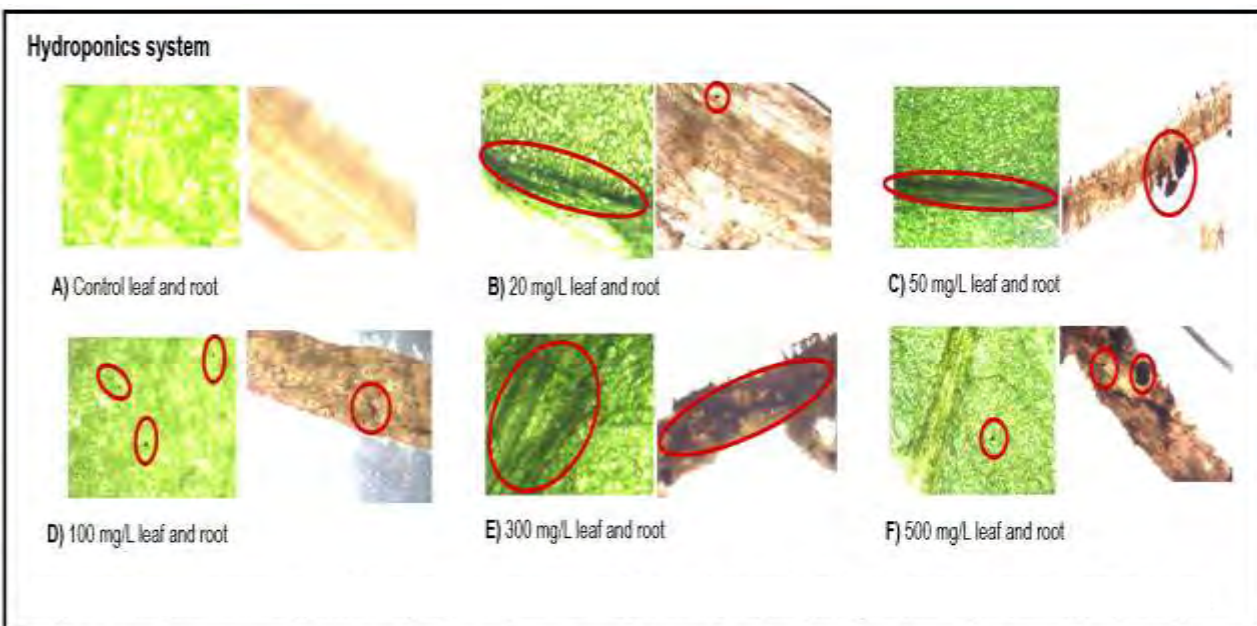 Hydroponics system
A) Control leaf and root
B) 20 mg/L leaf and root
C) 50 mg/L leaf and root
D) 100 mg/L leaf and root
E) 300 mg/L leaf and root
F) 500 mg/L leaf and root